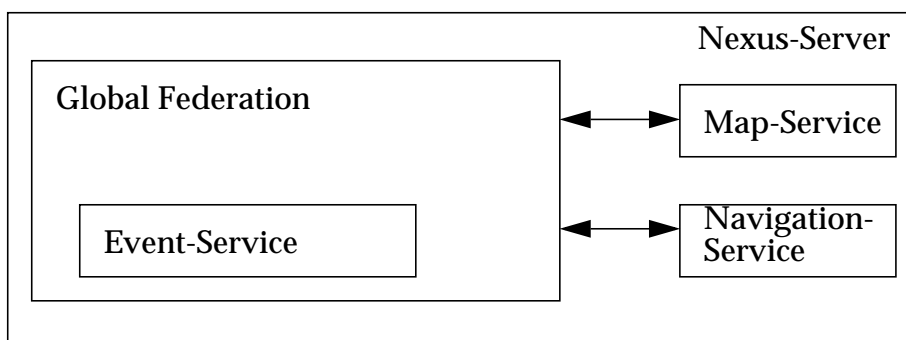 Nexus-Server
Global Federation
Map-Service
Event-Service
Navigation-
Service